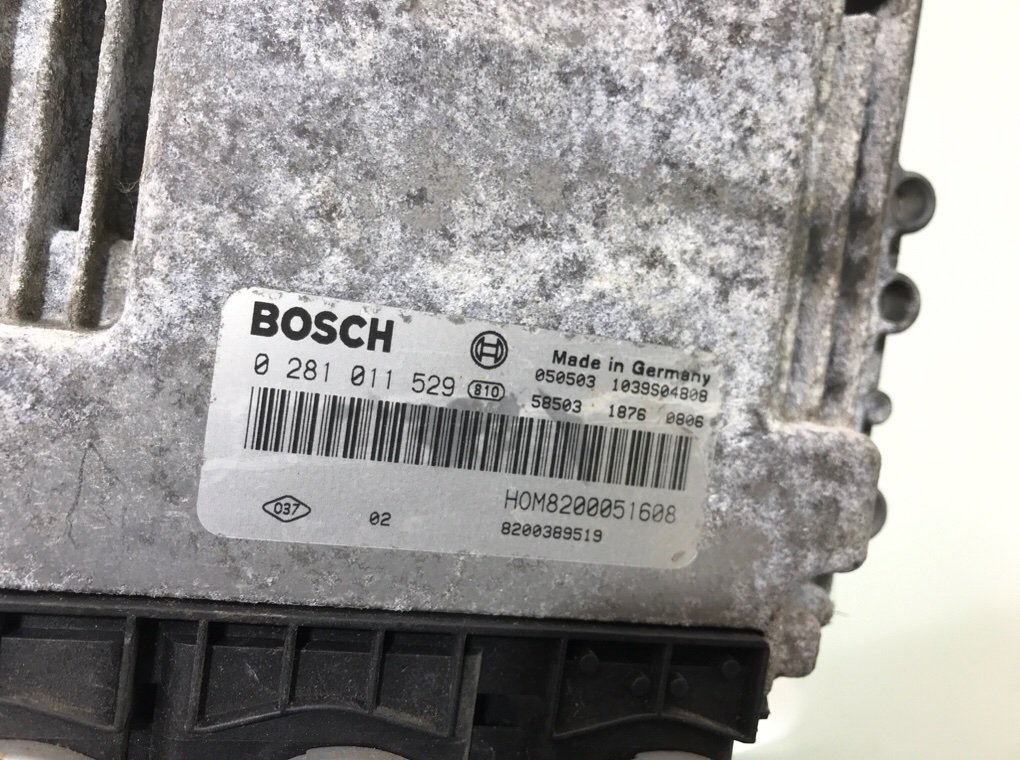 BOSCH
Made in Germany
0 281 011 529 810 050503 1039S04808
58503 1876 0806
HOM8200051608
037 02 8200389519